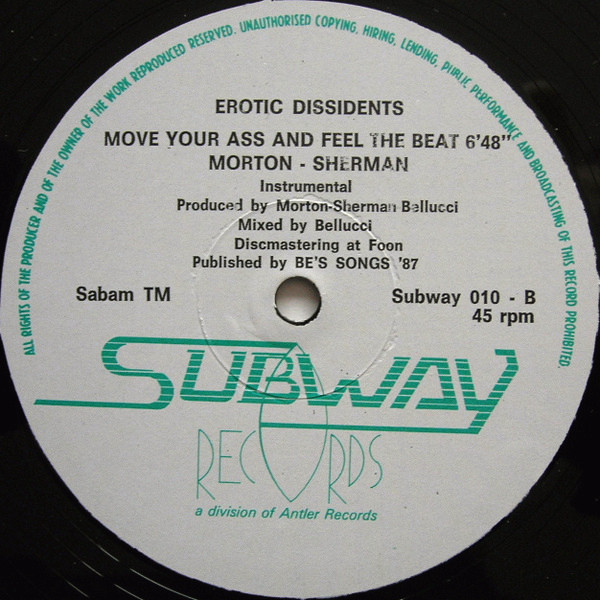 ALL RIGHTS OF THE PRODUCER AND OF THE OWNER OF THE WORK REPRODUCED RESERVED. UNAUTHORISED COPYING, HIRING, LENDING, PUBLIC PERFORMANCE AND BROADCASTING OF THIS RECORD PROHIBITED.
EROTIC DISSIDENTS
MOVE YOUR ASS AND FEEL THE BEAT 6'48"
MORTON - SHERMAN
Instrumental
Produced by Morton-Sherman Bellucci
Mixed by Bellucci
Discmastering at Foon
Published by BE'S SONGS '87
Sabam TM
Subway 010 - B
45 rpm
SUBWAY
RECORDS
a division of Antler Records